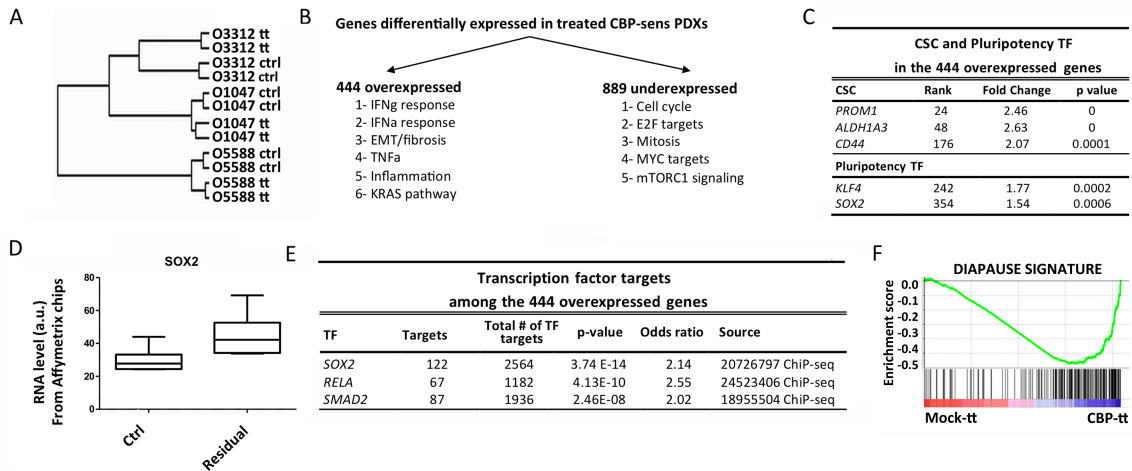 A
O3312 tt
O3312 tt
O3312 ctrl
O3312 ctrl
O1047 ctrl
O1047 ctrl
O1047 tt
O1047 tt
O5588 ctrl
O5588 ctrl
O5588 tt
O5588 tt
B
Genes differentially expressed in treated CBP-sens PDXs
444 overexpressed
1- IFNg response
2- IFNa response
3- EMT/fibrosis
4- TNFa
5- Inflammation
6- KRAS pathway
889 underexpressed
1- Cell cycle
2- E2F targets
3- Mitosis
4- MYC targets
5- mTORC1 signaling
C
CSC and Pluripotency TF
in the 444 overexpressed genes
CSC Rank Fold Change p value
PROM1 24 2.46 0
ALDH1A3 48 2.63 0
CD44 176 2.07 0.0001
Pluripotency TF
KLF4 242 1.77 0.0002
SOX2 354 1.54 0.0006
D
SOX2
RNA level (a.u.)
From Affymetrix chips
80
60
40
20
0
Ctrl
Residual
E
Transcription factor targets
among the 444 overexpressed genes
TF Targets Total # of TF targets p-value Odds ratio Source
SOX2 122 2564 3.74 E-14 2.14 20726797 ChiP-seq
RELA 67 1182 4.13E-10 2.55 24523406 ChiP-seq
SMAD2 87 1936 2.46E-08 2.02 18955504 ChiP-seq
F
DIAPAUSE SIGNATURE
Enrichment score
0.0
-0.1
-0.2
-0.3
-0.4
-0.5
Mock-tt CBP-tt